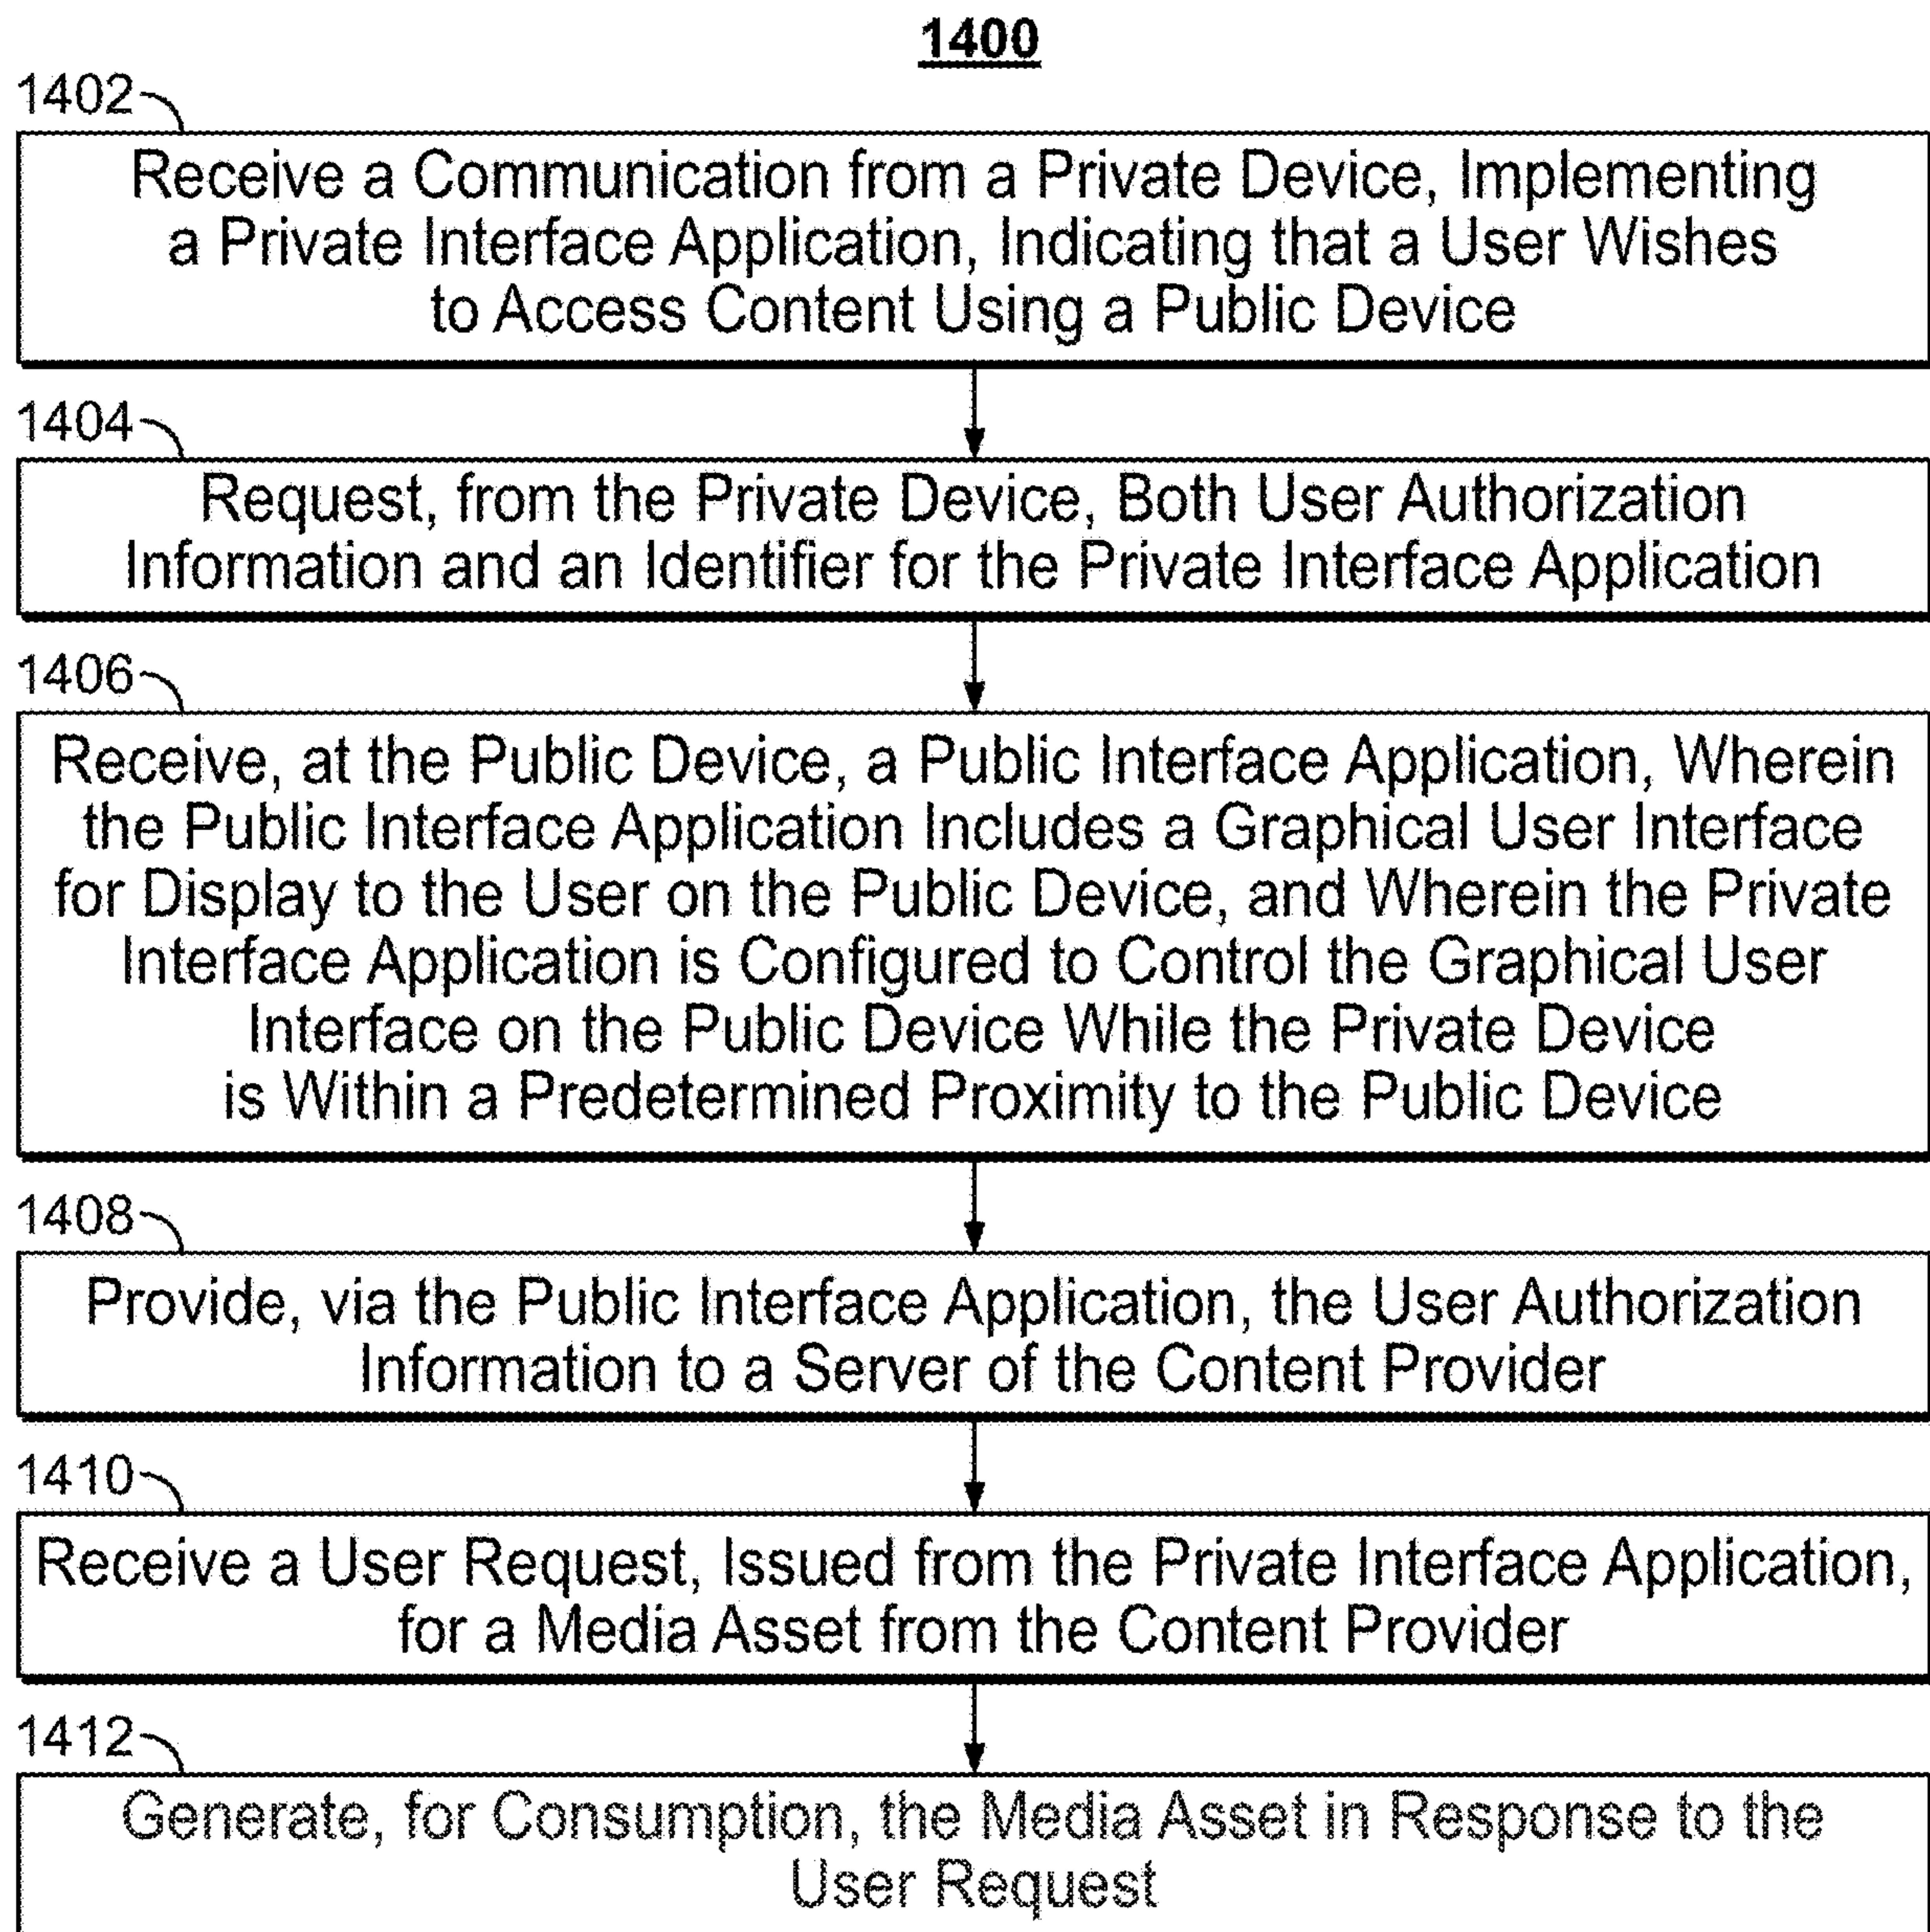 1400
1402
Receive a Communication from a Private Device, Implementing
a Private Interface Application, Indicating that a User Wishes
to Access Content Using a Public Device
1404
Request, from the Private Device, Both User Authorization
Information and an Identifier for the Private Interface Application
1406
Receive, at the Public Device, a Public Interface Application, Wherein
the Public Interface Application Includes a Graphical User Interface
for Display to the User on the Public Device, and Wherein the Private
Interface Application is Configured to Control the Graphical User
Interface on the Public Device While the Private Device
is Within a Predetermined Proximity to the Public Device
1408
Provide, via the Public Interface Application, the User Authorization
Information to a Server of the Content Provider
1410
Receive a User Request, Issued from the Private Interface Application,
for a Media Asset from the Content Provider
1412
Generate, for Consumption, the Media Asset in Response to the
User Request